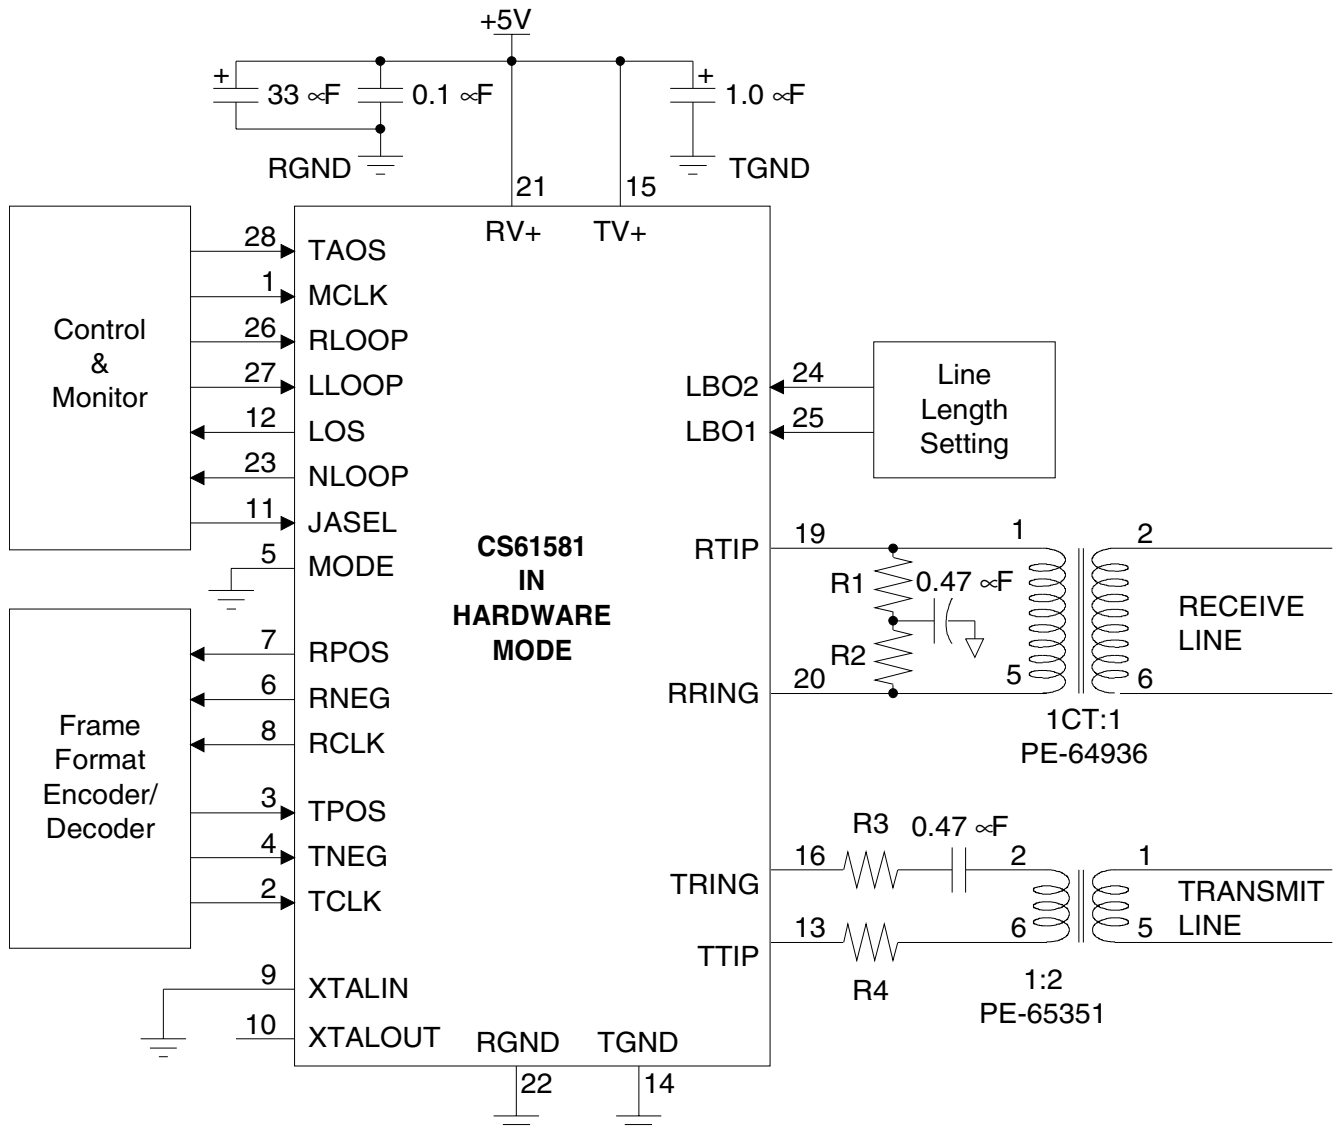 +5V
+
33 ∝F
0.1 ∝F
+
1.0 ∝F
RGND
TGND
21
15
RV+
TV+
Control
&
Monitor
28
TAOS
1
MCLK
26
RLOOP
27
LLOOP
12
LOS
23
NLOOP
11
JASEL
5
MODE
Frame
Format
Encoder/
Decoder
7
RPOS
6
RNEG
8
RCLK
3
TPOS
4
TNEG
2
TCLK
9
XTALIN
10
XTALOUT
CS61581
IN
HARDWARE
MODE
RGND
TGND
22
14
LBO2
24
LBO1
25
Line
Length
Setting
RTIP
19
R1
0.47 ∝F
1
2
R2
RECEIVE
LINE
RRING
20
5
6
1CT:1
PE-64936
R3
0.47 ∝F
TRING
16
2
1
TRANSMIT
LINE
TTIP
13
6
5
R4
1:2
PE-65351